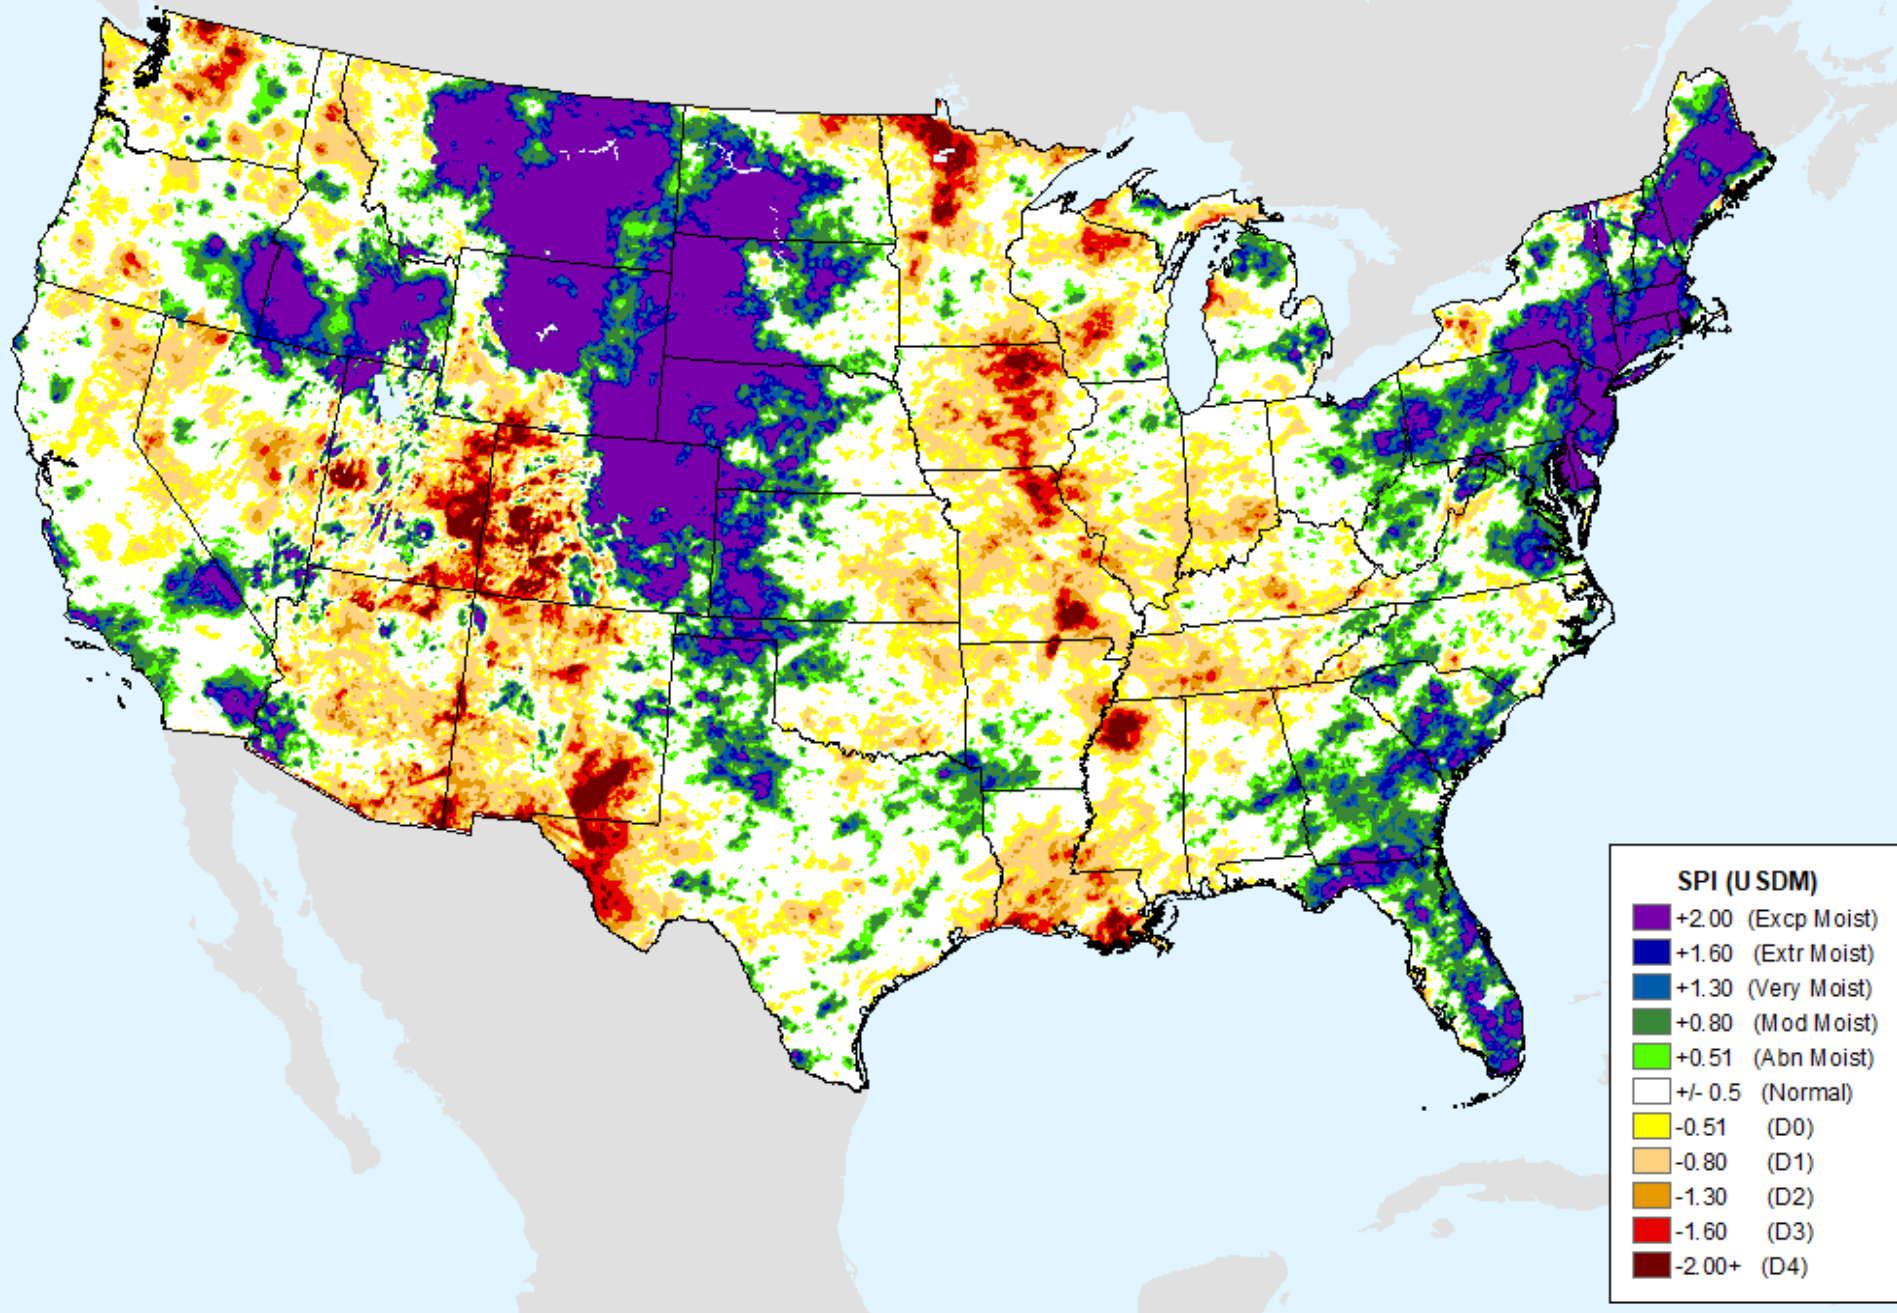 SPI (USDM)
+2.00 (Excp Moist)
+1.60 (Extr Moist)
+1.30 (Very Moist)
+0.80 (Mod Moist)
+0.51 (Abn Moist)
+/- 0.5 (Normal)
-0.51 (D0)
-0.80 (D1)
-1.30 (D2)
-1.60 (D3)
-2.00+ (D4)